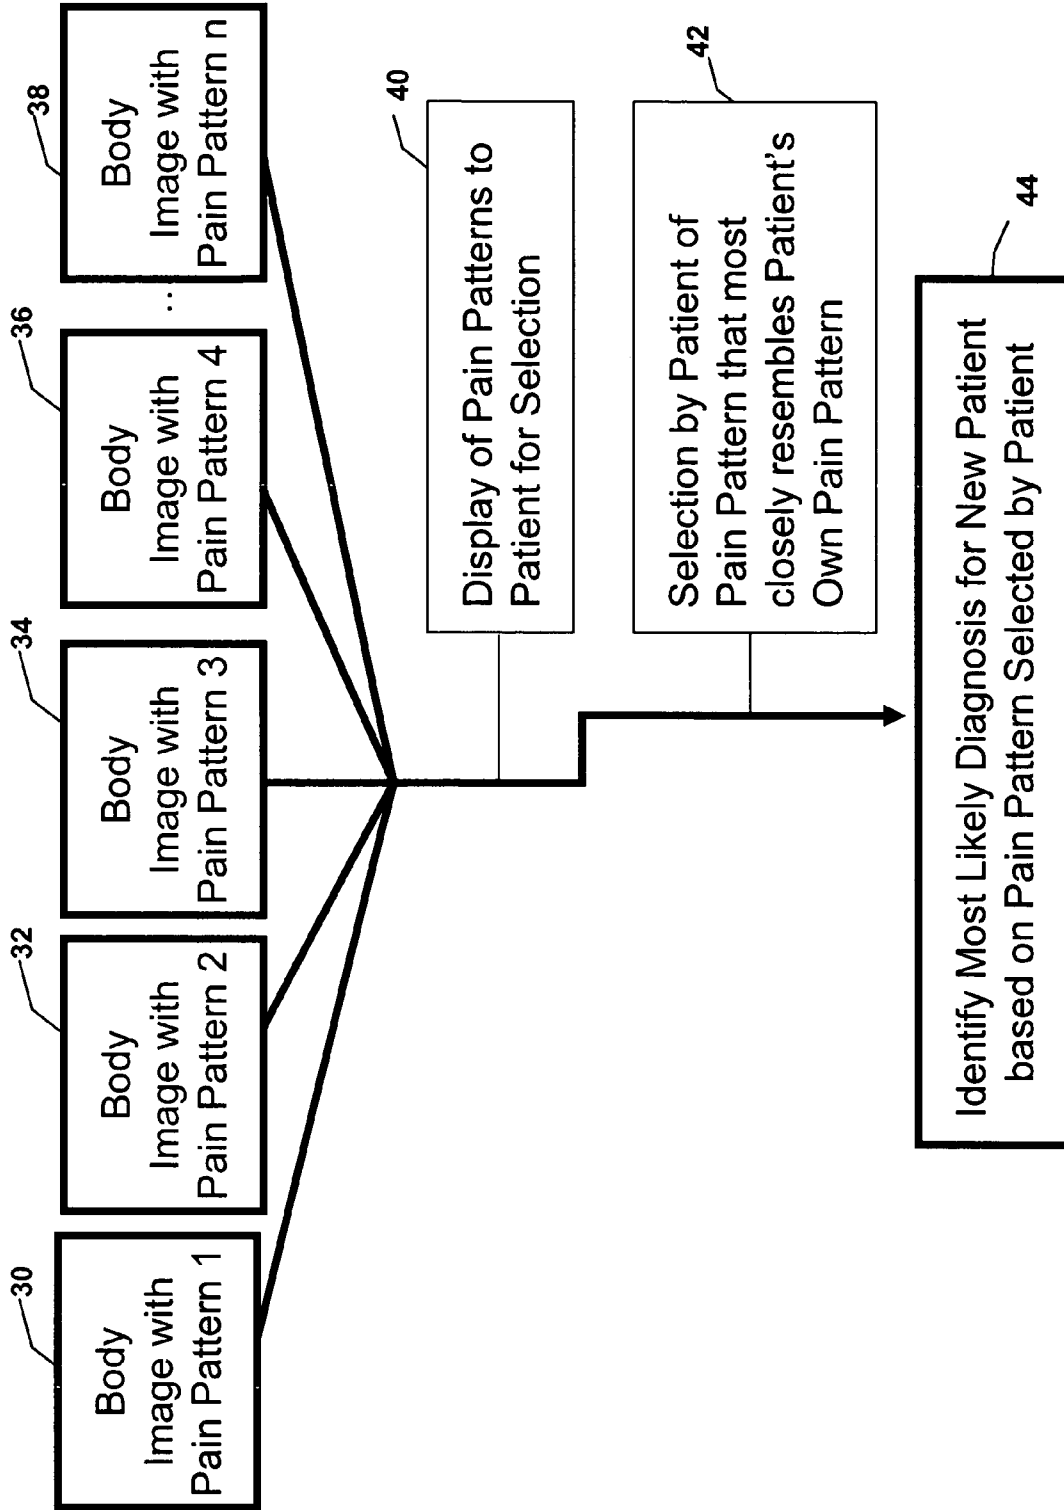 30
Body
Image with
Pain Pattern 1
32
Body
Image with
Pain Pattern 2
34
Body
Image with
Pain Pattern 3
36
Body
Image with
Pain Pattern 4
...
38
Body
Image with
Pain Pattern n
40
Display of Pain Patterns to
Patient for Selection
42
Selection by Patient of
Pain Pattern that most
closely resembles Patient's
Own Pain Pattern
44
Identify Most Likely Diagnosis for New Patient
based on Pain Pattern Selected by Patient